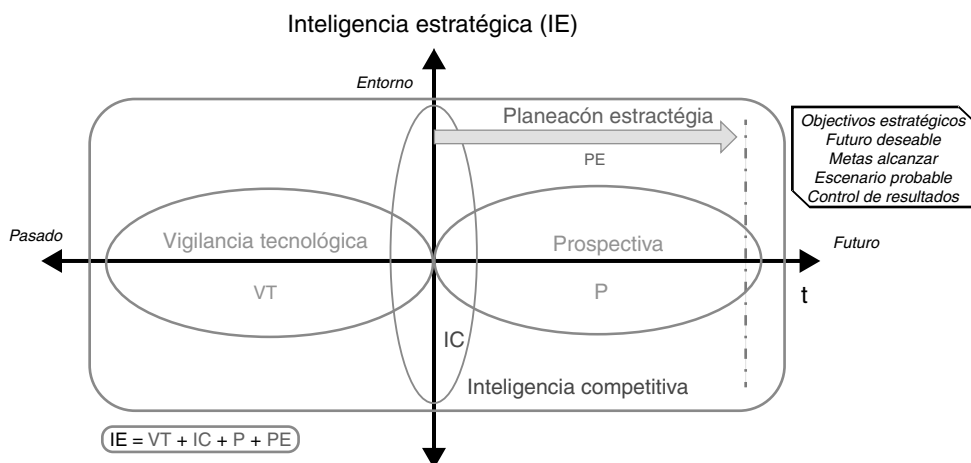 Inteligencia estratégica (IE)
Entorno
Planeacón estractégia
PE
Objectivos estratégicos
Futuro deseable
Metas alcanzar
Escenario probable
Control de resultados
Pasado
Vigilancia tecnológica
Prospectiva
Futuro
VT
P
t
IC
Inteligencia competitiva
IE = VT + IC + P + PE